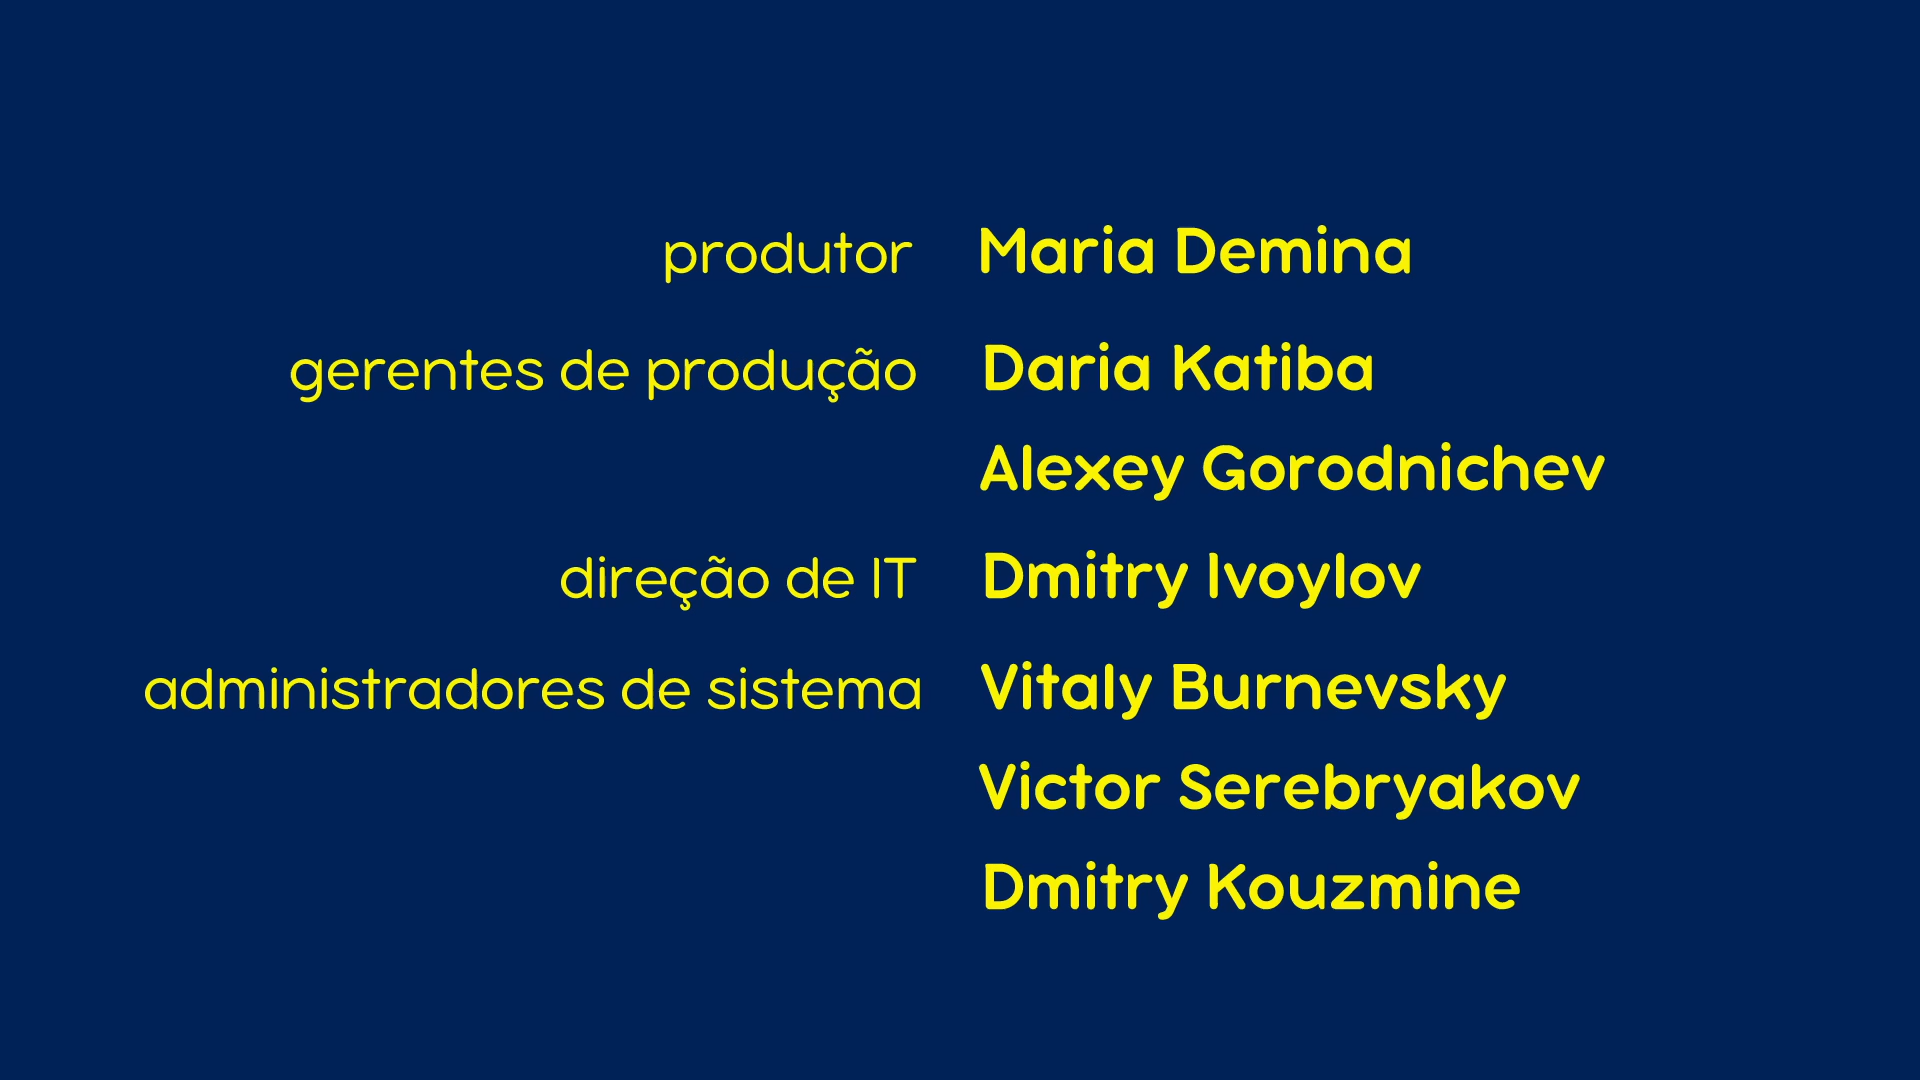 produtor Maria Demina
gerentes de produção Daria Katiba
Alexey Gorodnichev
direção de IT Dmitry Ivoylov
administradores de sistema Vitaly Burnevsky
Victor Serebryakov
Dmitry Kouzmine